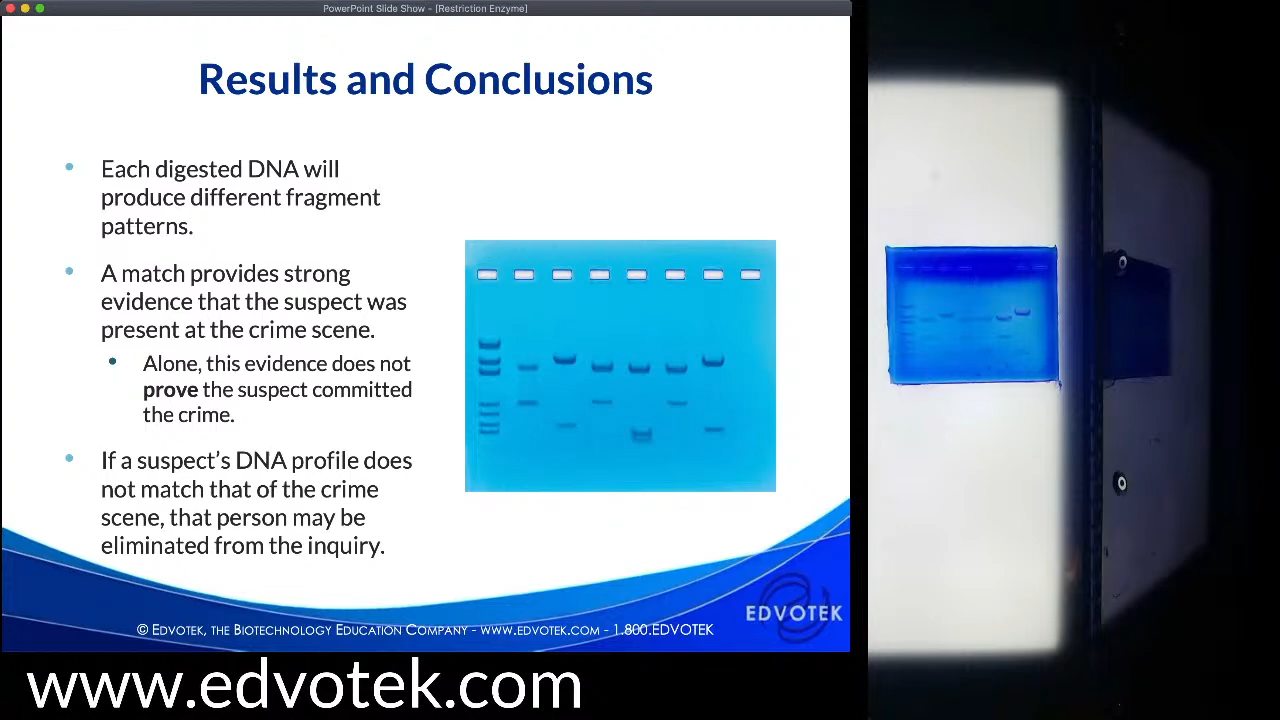 PowerPoint Slide Show - [Restriction Enzyme]
Results and Conclusions
• Each digested DNA will
produce different fragment
patterns.
• A match provides strong
evidence that the suspect was
present at the crime scene.
• Alone, this evidence does not
prove the suspect committed
the crime.
• If a suspect’s DNA profile does
not match that of the crime
scene, that person may be
eliminated from the inquiry.
EDVOTEK
© EDVOTEK, THE BIOTECHNOLOGY EDUCATION COMPANY - WWW.EDVOTEK.COM - 1.800.EDVOTEK
www.edvotek.com